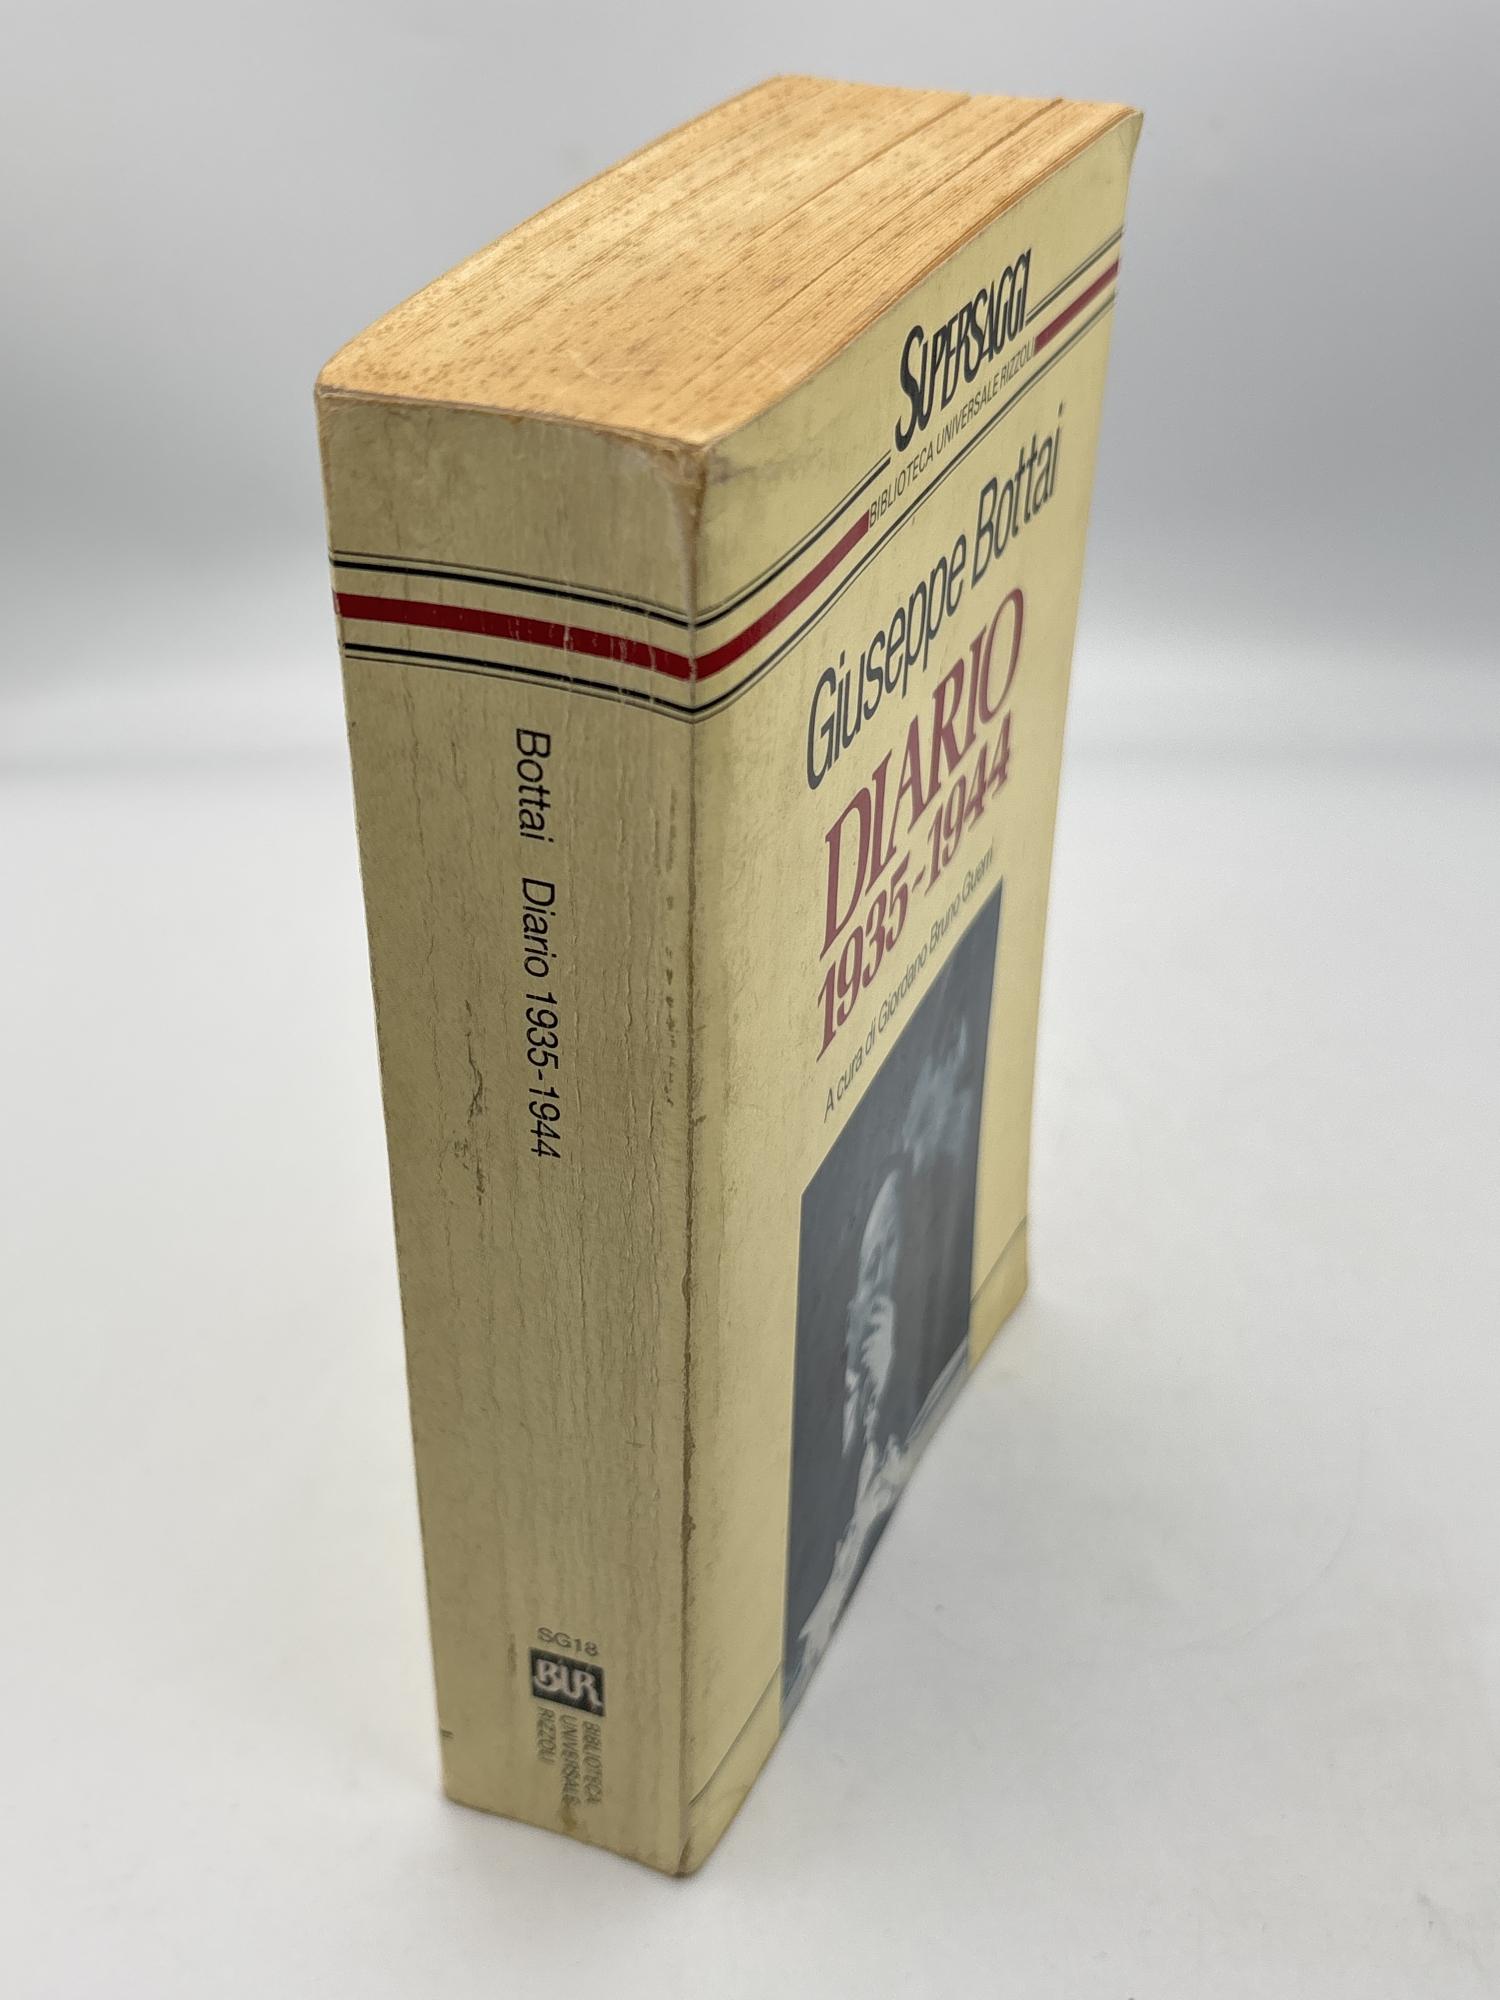 SUPERSAGGI
BIBLIOTECA UNIVERSALE RIZZOLI
Giuseppe Bottai
DIARIO
1935-1944
A cura di Giordano Bruno Guerri
Bottai Diario 1935-1944
SG18
BUR
BIBLIOTECA
UNIVERSALE
RIZZOLI